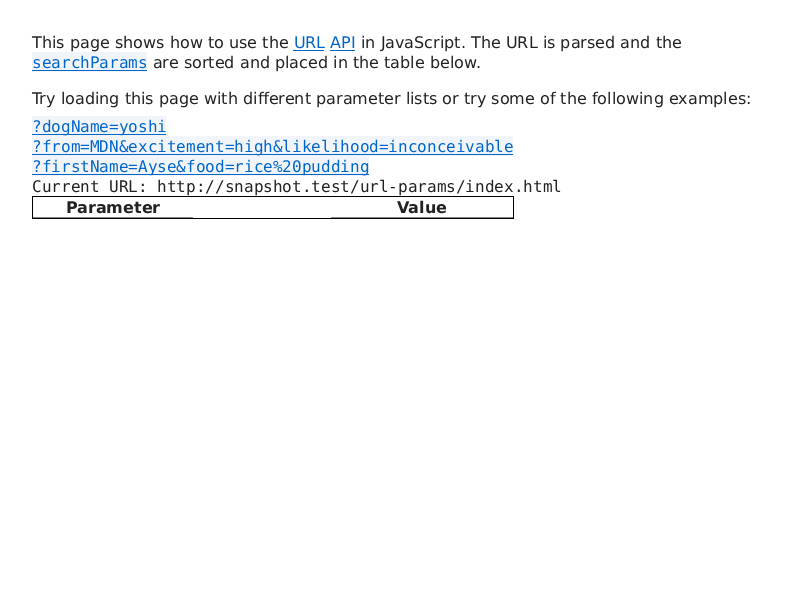 This page shows how to use the URL API in JavaScript. The URL is parsed and the
searchParams are sorted and placed in the table below.
Try loading this page with different parameter lists or try some of the following examples:
?dogName=yoshi
?from=MDN&excitement=high&likelihood=inconceivable
?firstName=Ayse&food=rice%20pudding
Current URL: http://snapshot.test/url-params/index.html
Parameter Value